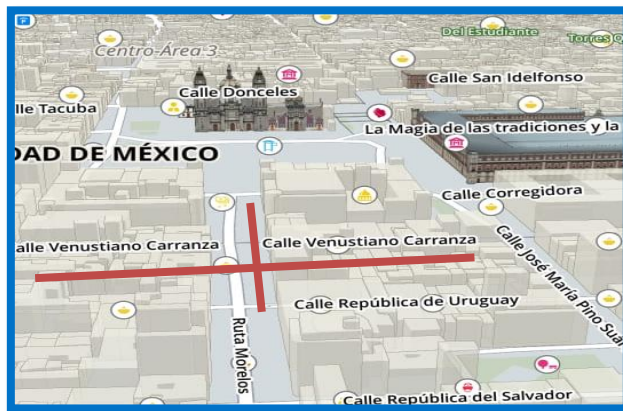 P
Del Estudiante
Torres Q
Centro-Área 3
Calle San Idelfonso
Calle Donceles
lle Tacuba
La Magia de las tradiciones y la
DAD DE MÉXICO
Calle Corregidora
alle Venustiano Carranza
Calle Venustiano Carranza
Calle José María Pino Suá
Calle República de Uruguay
Ruta Morelos
Calle República del Salvador